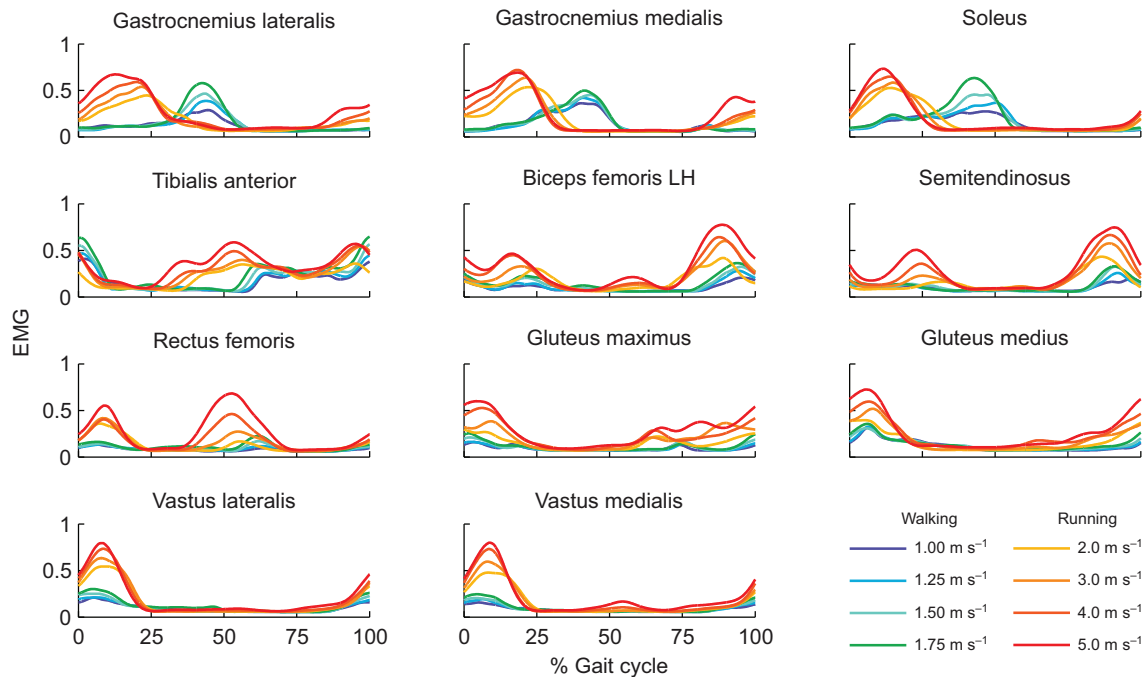 Gastrocnemius lateralis
Gastrocnemius medialis
Soleus
1
0.5
0
Tibialis anterior
Biceps femoris LH
Semitendinosus
1
0.5
0
EMG
Rectus femoris
Gluteus maximus
Gluteus medius
1
0.5
0
25 50 75 100
Vastus lateralis
Vastus medialis
1
0.5
0
0 25 50 75 100
0 25 50 75 100
% Gait cycle
Walking Running
1.00 m s⁻¹ 2.0 m s⁻¹
1.25 m s⁻¹ 3.0 m s⁻¹
1.50 m s⁻¹ 4.0 m s⁻¹
1.75 m s⁻¹ 5.0 m s⁻¹